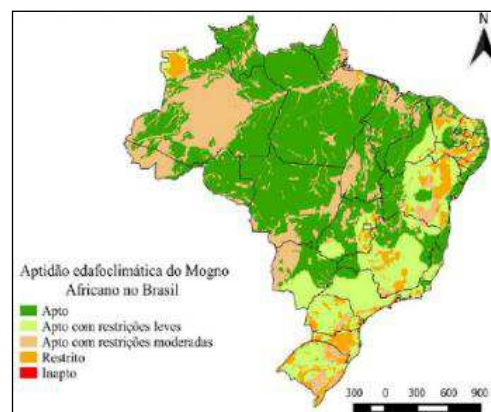 N
Aptidão edafoclimática do Mogno
Africano no Brasil
Apto
Apto com restrições leves
Apto com restrições moderadas
Restrito
Inapto
300 0 300 600 900